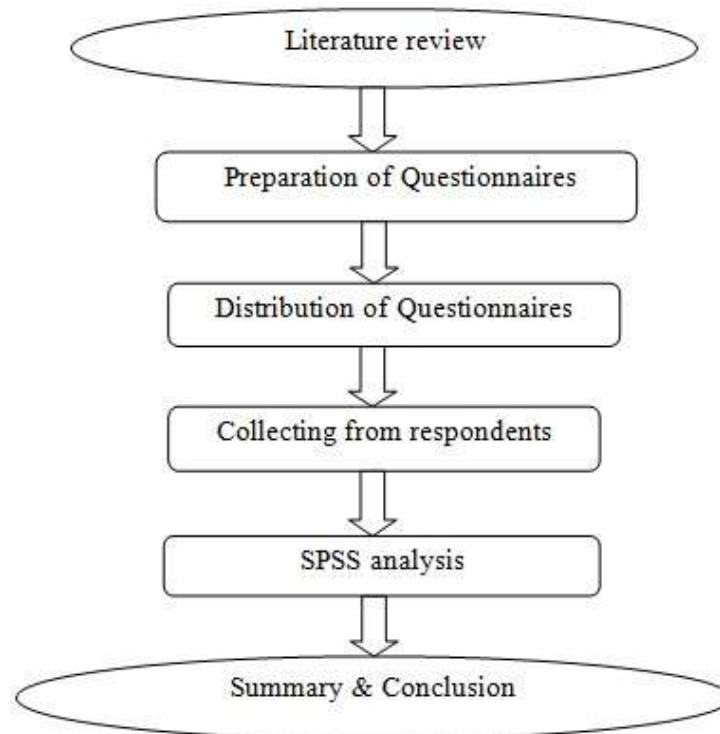 Literature review
Preparation of Questionnaires
Distribution of Questionnaires
Collecting from respondents
SPSS analysis
Summary & Conclusion